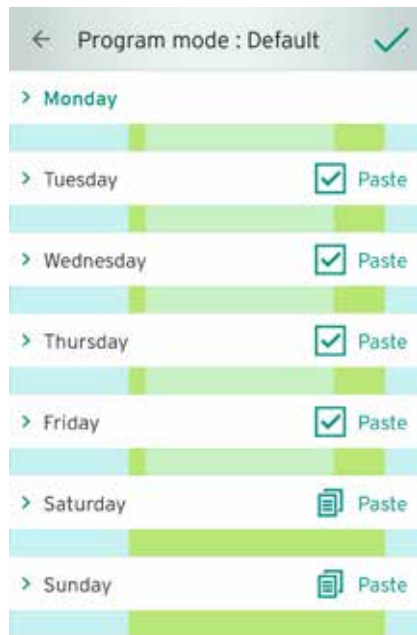 Program mode : Default
Monday
Tuesday Paste
Wednesday Paste
Thursday Paste
Friday Paste
Saturday Paste
Sunday Paste